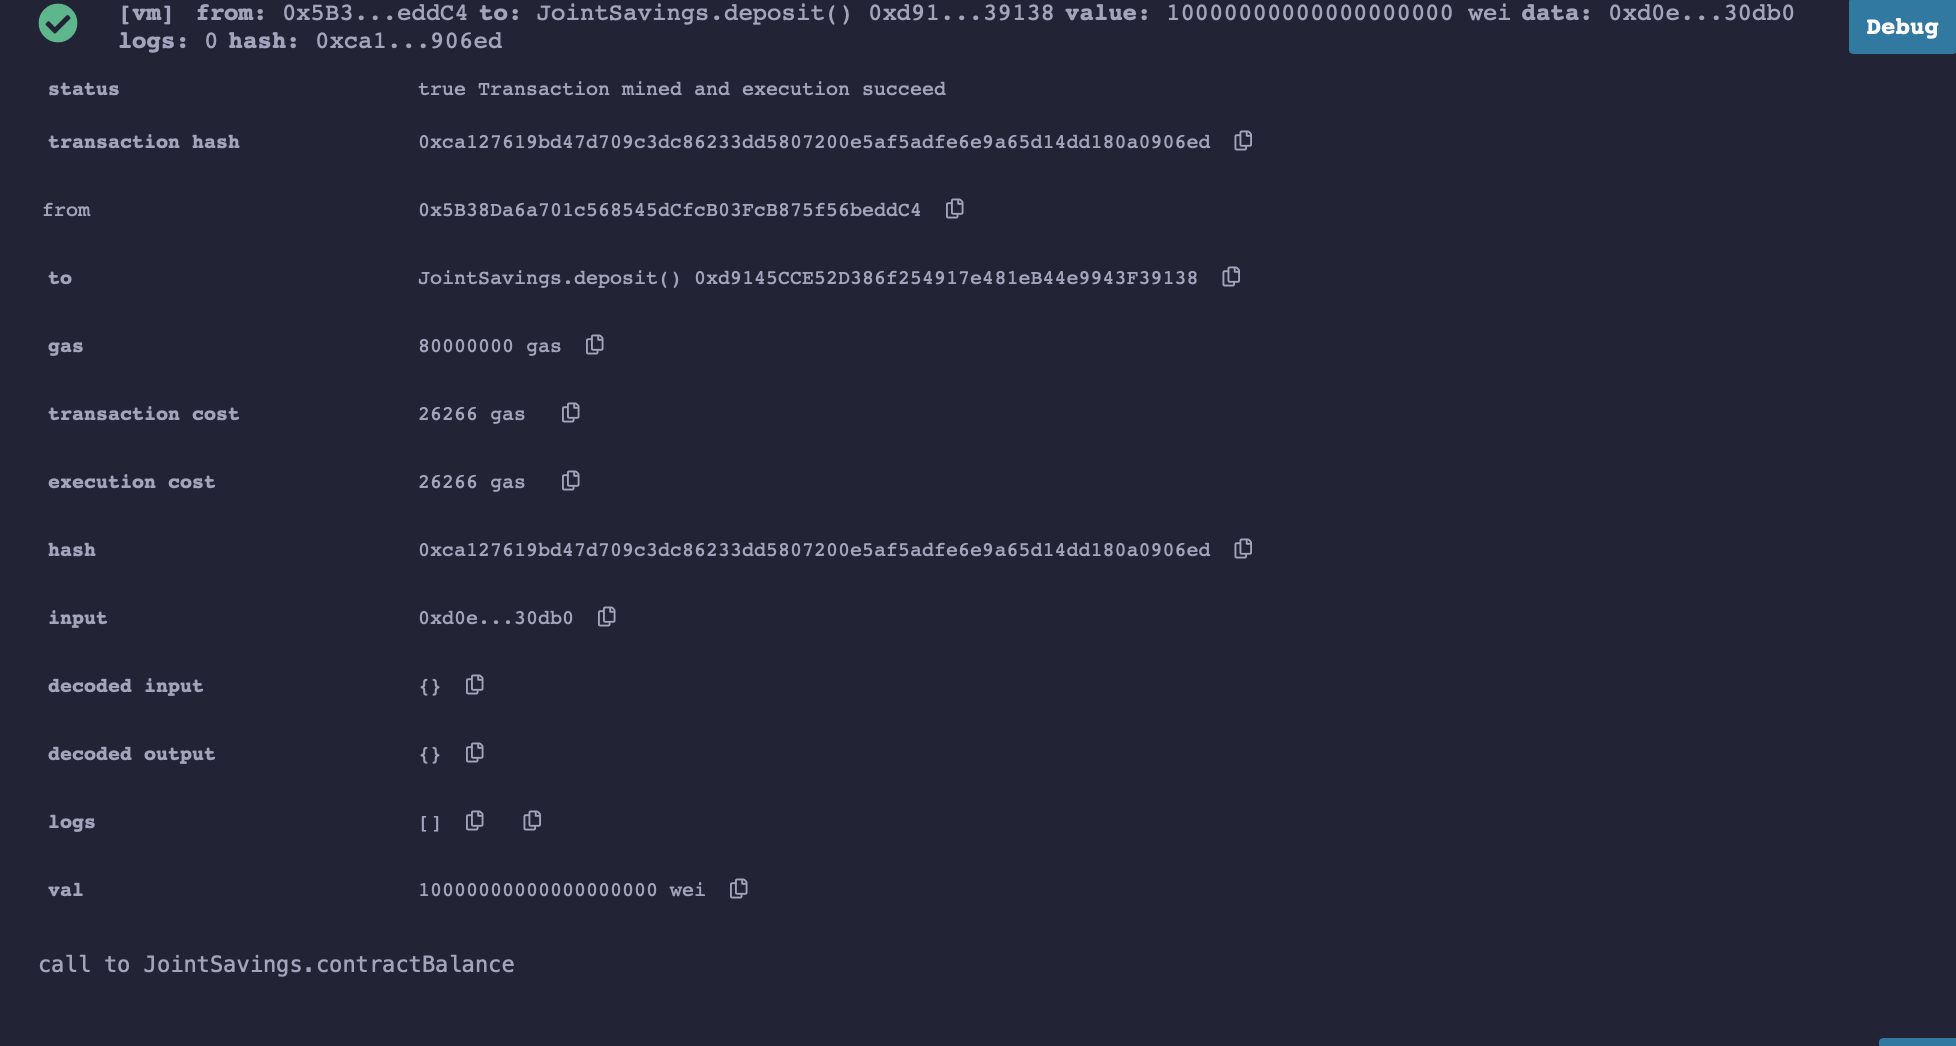 [vm] from: 0x5B3...eddC4 to: JointSavings.deposit() 0xd91...39138 value: 10000000000000000000 wei data: 0xd0e...30db0
logs: 0 hash: 0xca1...906ed
Debug
status true Transaction mined and execution succeed
transaction hash 0xca127619bd47d709c3dc86233dd5807200e5af5adfe6e9a65d14dd180a0906ed
from 0x5B38Da6a701c568545dCfcB03FcB875f56beddC4
to JointSavings.deposit() 0xd9145CCE52D386f254917e481eB44e9943F39138
gas 80000000 gas
transaction cost 26266 gas
execution cost 26266 gas
hash 0xca127619bd47d709c3dc86233dd5807200e5af5adfe6e9a65d14dd180a0906ed
input 0xd0e...30db0
decoded input {}
decoded output {}
logs []
val 10000000000000000000 wei
call to JointSavings.contractBalance